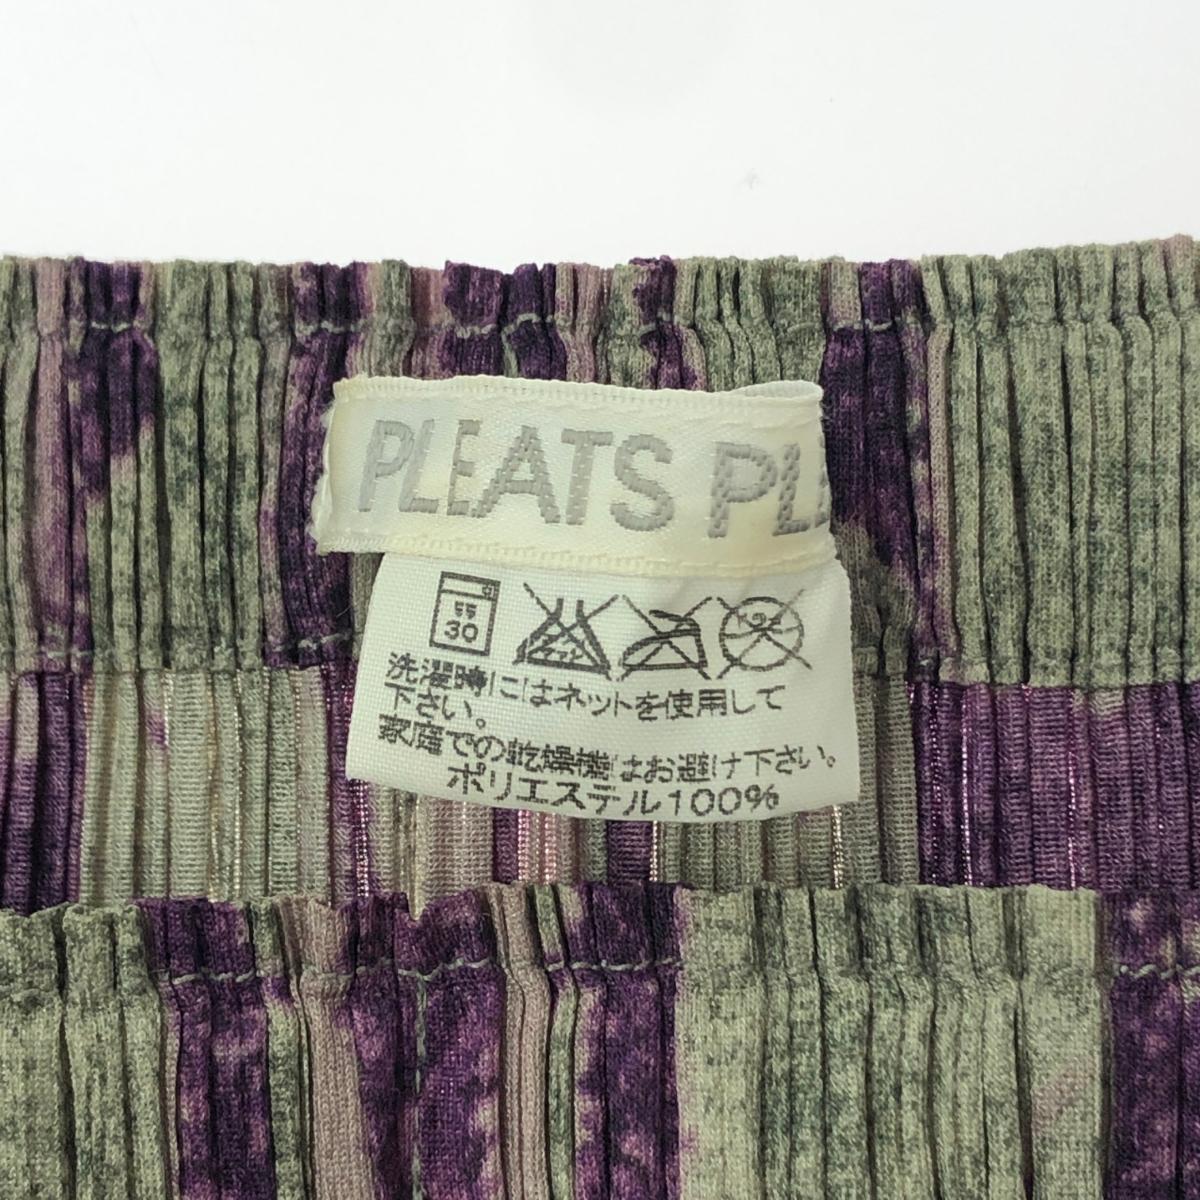 PLEATS PL
弱 30
洗濯時にはネットを使用して
下さい。
家庭での乾燥機はお避け下さい。
ポリエステル100%